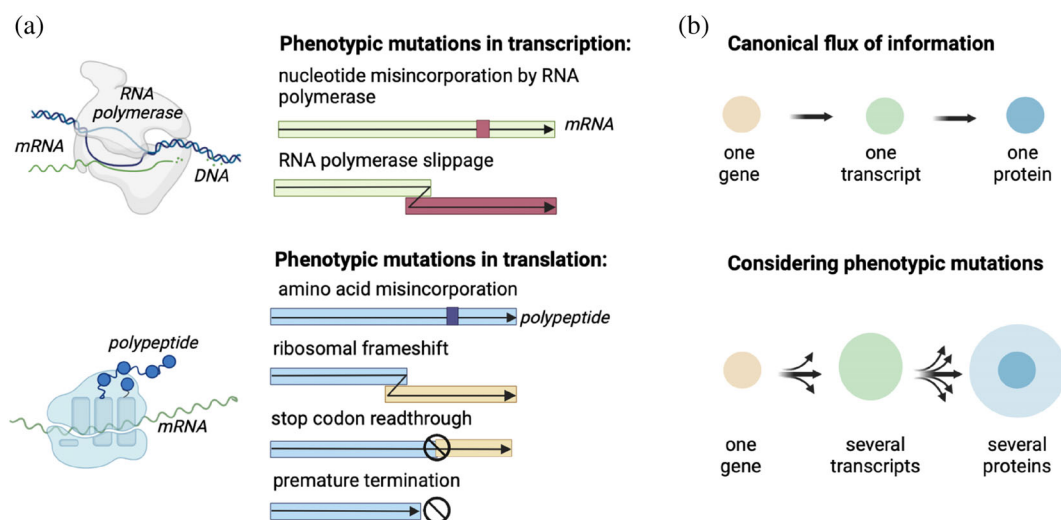 (a)
RNA
polymerase
mRNA
DNA
Phenotypic mutations in transcription:
nucleotide misincorporation by RNA
polymerase
mRNA
RNA polymerase slippage
polypeptide
mRNA
Phenotypic mutations in translation:
amino acid misincorporation
polypeptide
ribosomal frameshift
stop codon readthrough
premature termination
(b)
Canonical flux of information
one
gene
one
transcript
one
protein
Considering phenotypic mutations
one
gene
several
transcripts
several
proteins